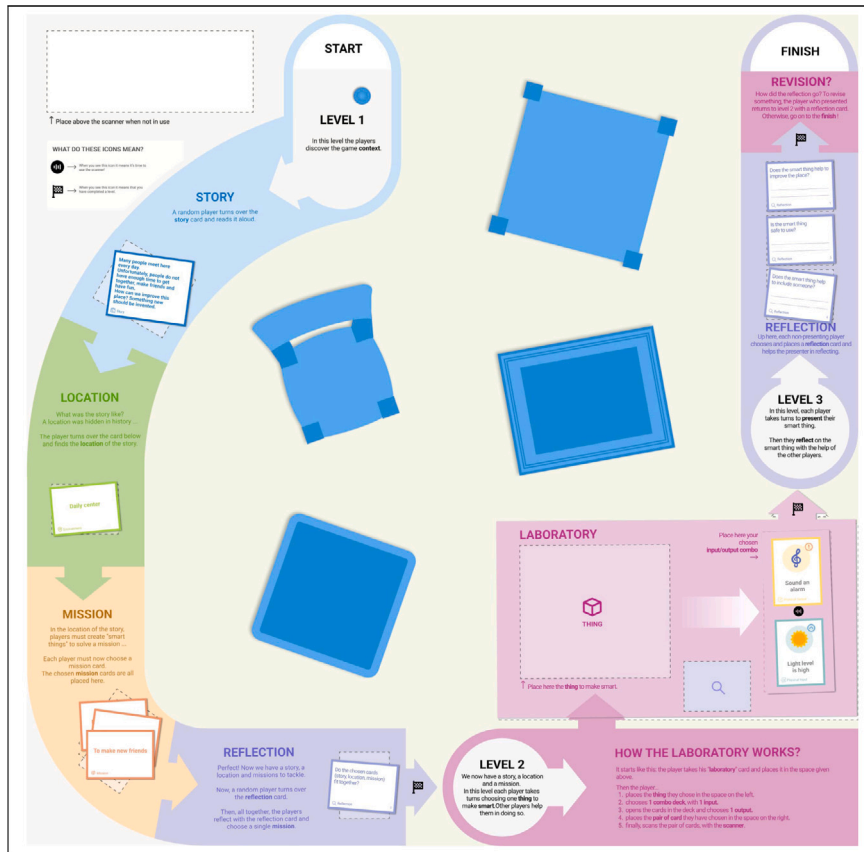 START
LEVEL 1
In this level the players
discover the game context.
↑ Place above the scanner when not in use
WHAT DO THESE ICONS MEAN?
When you see this icon it means it's time to
use the scanner!
When you see this icon it means that you
have completed a level.
STORY
A random player turns over the
story card and reads it aloud.
Many people meet here
every day.
Unfortunately, people do not
have enough time to get
together, make friends and
have fun.
How can we improve this
place? Something new
should be invented.
LOCATION
What was the story like?
A location was hidden in history ...
The player turns over the card below
and finds the location of the story.
Daily center
MISSION
In the location of the story,
players must create "smart
things" to solve a mission ...
Each player must now choose a
mission card.
The chosen mission cards are all
placed here.
To make new friends
REFLECTION
Perfect! Now we have a story, a
location and missions to tackle.
Now, a random player turns over
the reflection card.
Then, all together, the players
reflect with the reflection card and
choose a single mission.
Do the chosen cards
(story, location, mission)
fit together?
Reflection
LEVEL 2
We now have a story, a location
and a mission.
In this level each player takes
turns choosing one thing to
make smart. Other players help
them in doing so.
HOW THE LABORATORY WORKS?
It starts like this: the player takes his "laboratory" card and places it in the space given
above.
Then the player...
1. places the thing they chose in the space on the left.
2. chooses 1 combo deck, with 1 input.
3. opens the cards in the deck and chooses 1 output.
4. places the pair of card they have chosen in the space on the right.
5. finally, scans the pair of cards, with the scanner.
LABORATORY
THING
↑ Place here the thing to make smart.
Place here your
chosen
input/output combo
→
Sound an
alarm
Light level
is high
LEVEL 3
In this level, each player
takes turns to present their
smart thing.
Then they reflect on the
smart thing with the help of
the other players.
REFLECTION
Up here, each non-presenting player
chooses and places a reflection card and
helps the presenter in reflecting.
Does the smart thing help
to include someone?
Reflection
Is the smart thing
safe to use?
Reflection
Does the smart thing help to
improve the place?
Reflection
REVISION?
How did the reflection go? To revise
something, the player who presented
returns to level 2 with a reflection card.
Otherwise, go on to the finish!
FINISH